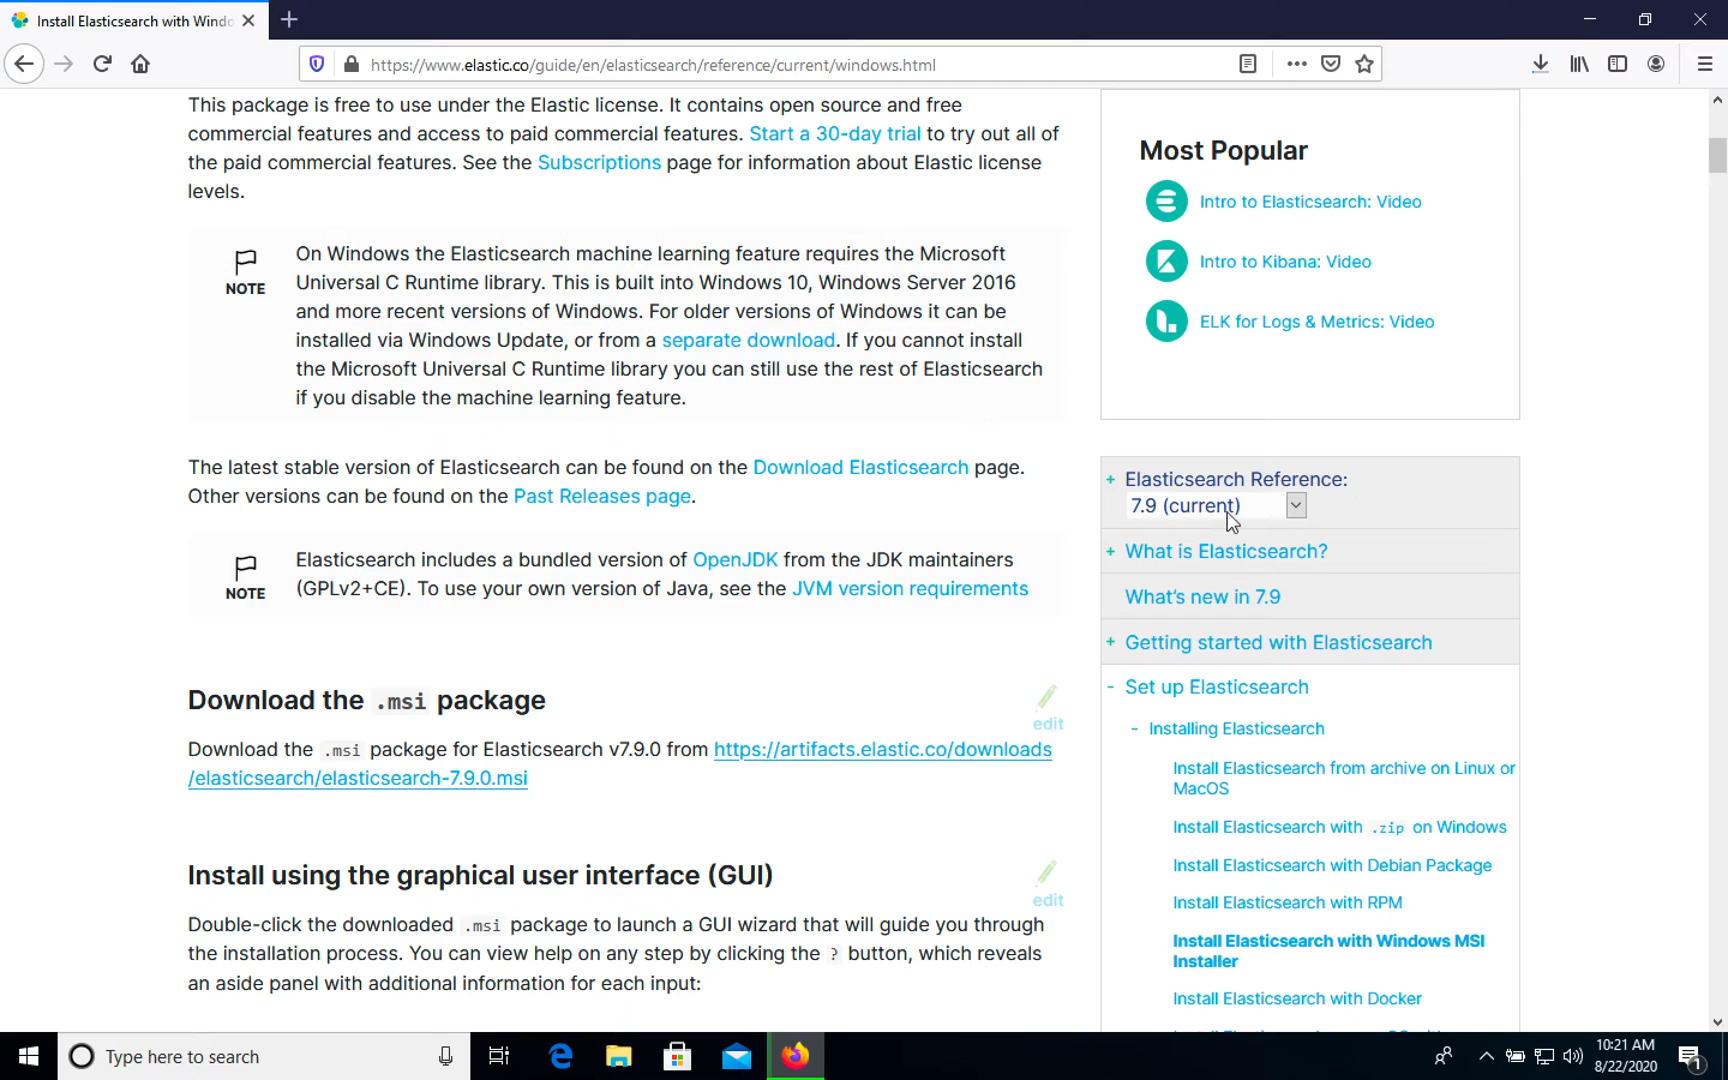 Install Elasticsearch with Windo
https://www.elastic.co/guide/en/elasticsearch/reference/current/windows.html
This package is free to use under the Elastic license. It contains open source and free
commercial features and access to paid commercial features. Start a 30-day trial to try out all of
the paid commercial features. See the Subscriptions page for information about Elastic license
levels.
NOTE
On Windows the Elasticsearch machine learning feature requires the Microsoft
Universal C Runtime library. This is built into Windows 10, Windows Server 2016
and more recent versions of Windows. For older versions of Windows it can be
installed via Windows Update, or from a separate download. If you cannot install
the Microsoft Universal C Runtime library you can still use the rest of Elasticsearch
if you disable the machine learning feature.
The latest stable version of Elasticsearch can be found on the Download Elasticsearch page.
Other versions can be found on the Past Releases page.
NOTE
Elasticsearch includes a bundled version of OpenJDK from the JDK maintainers
(GPLv2+CE). To use your own version of Java, see the JVM version requirements
Download the .msi package
edit
Download the .msi package for Elasticsearch v7.9.0 from https://artifacts.elastic.co/downloads
/elasticsearch/elasticsearch-7.9.0.msi
Install using the graphical user interface (GUI)
edit
Double-click the downloaded .msi package to launch a GUI wizard that will guide you through
the installation process. You can view help on any step by clicking the ? button, which reveals
an aside panel with additional information for each input:
Most Popular
Intro to Elasticsearch: Video
Intro to Kibana: Video
ELK for Logs & Metrics: Video
+ Elasticsearch Reference:
7.9 (current)
+ What is Elasticsearch?
What's new in 7.9
+ Getting started with Elasticsearch
- Set up Elasticsearch
- Installing Elasticsearch
Install Elasticsearch from archive on Linux or
MacOS
Install Elasticsearch with .zip on Windows
Install Elasticsearch with Debian Package
Install Elasticsearch with RPM
Install Elasticsearch with Windows MSI
Installer
Install Elasticsearch with Docker
Type here to search
10:21 AM
8/22/2020
1